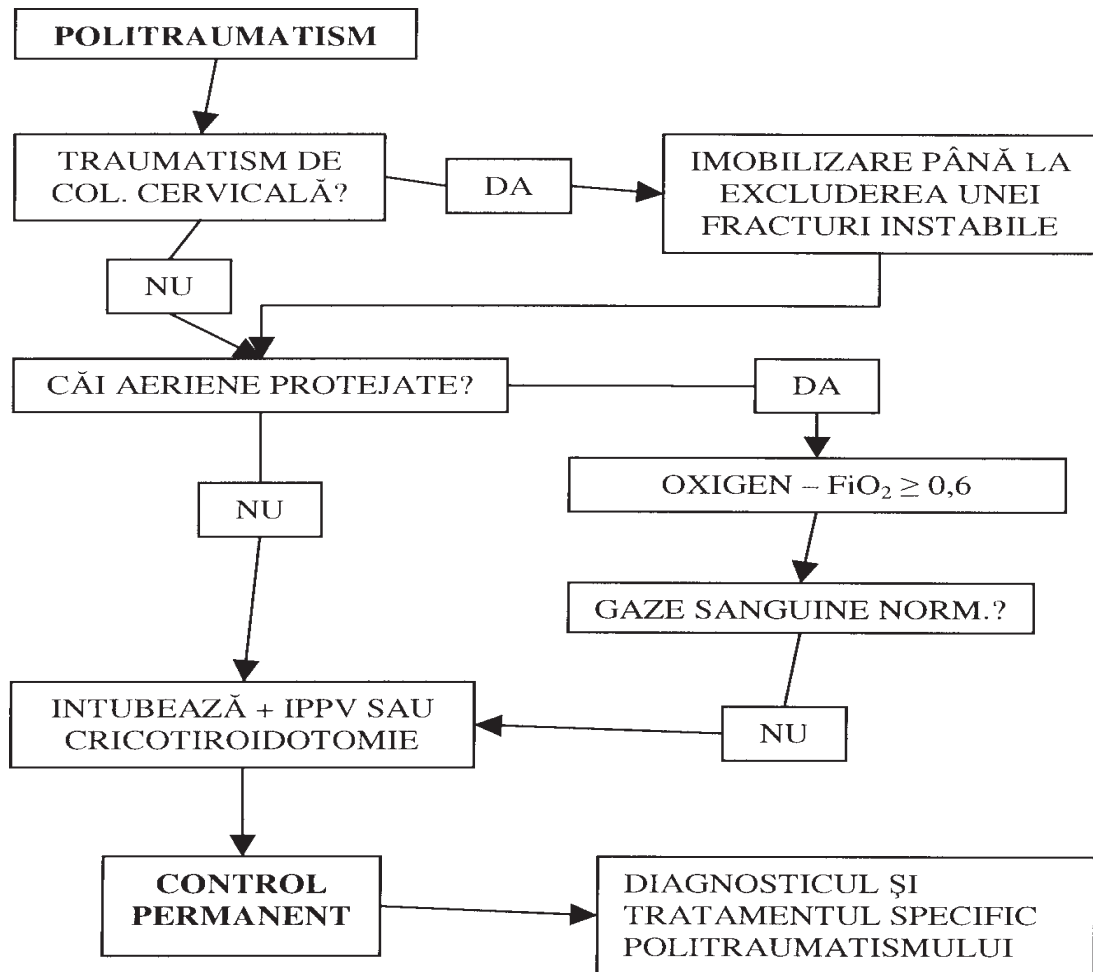 POLITRAUMATISM
TRAUMATISM DE
COL. CERVICALĂ?
DA
IMOBILIZARE PÂNĂ LA
EXCLUDEREA UNEI
FRACTURI INSTABILE
NU
CĂI AERIENE PROTEJATE?
DA
OXIGEN – FiO₂ ≥ 0,6
NU
GAZE SANGUINE NORM.?
INTUBEAZĂ + IPPV SAU
CRICOTIROIDOTOMIE
NU
CONTROL
PERMANENT
DIAGNOSTICUL ŞI
TRATAMENTUL SPECIFIC
POLITRAUMATISMULUI